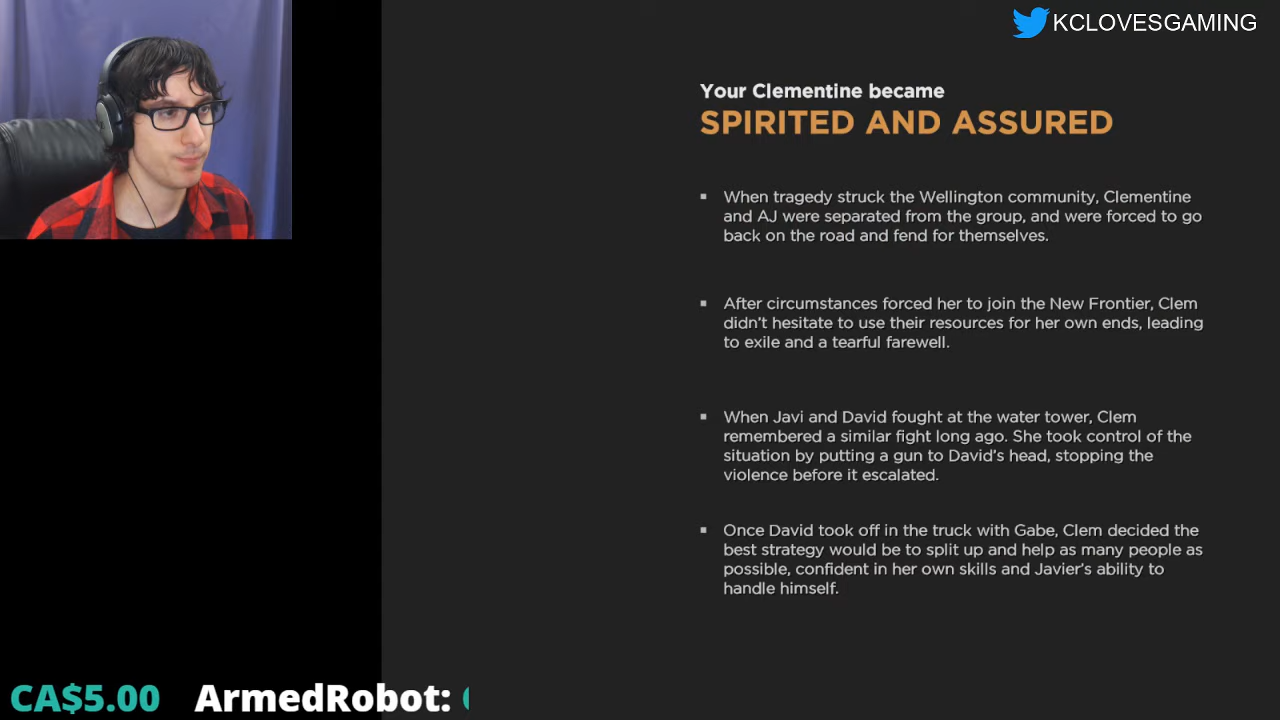 KCLOVESGAMING
Your Clementine became
SPIRITED AND ASSURED
▪ When tragedy struck the Wellington community, Clementine
and AJ were separated from the group, and were forced to go
back on the road and fend for themselves.
▪ After circumstances forced her to join the New Frontier, Clem
didn't hesitate to use their resources for her own ends, leading
to exile and a tearful farewell.
▪ When Javi and David fought at the water tower, Clem
remembered a similar fight long ago. She took control of the
situation by putting a gun to David's head, stopping the
violence before it escalated.
▪ Once David took off in the truck with Gabe, Clem decided the
best strategy would be to split up and help as many people as
possible, confident in her own skills and Javier's ability to
handle himself.
CA$5.00 ArmedRobot: